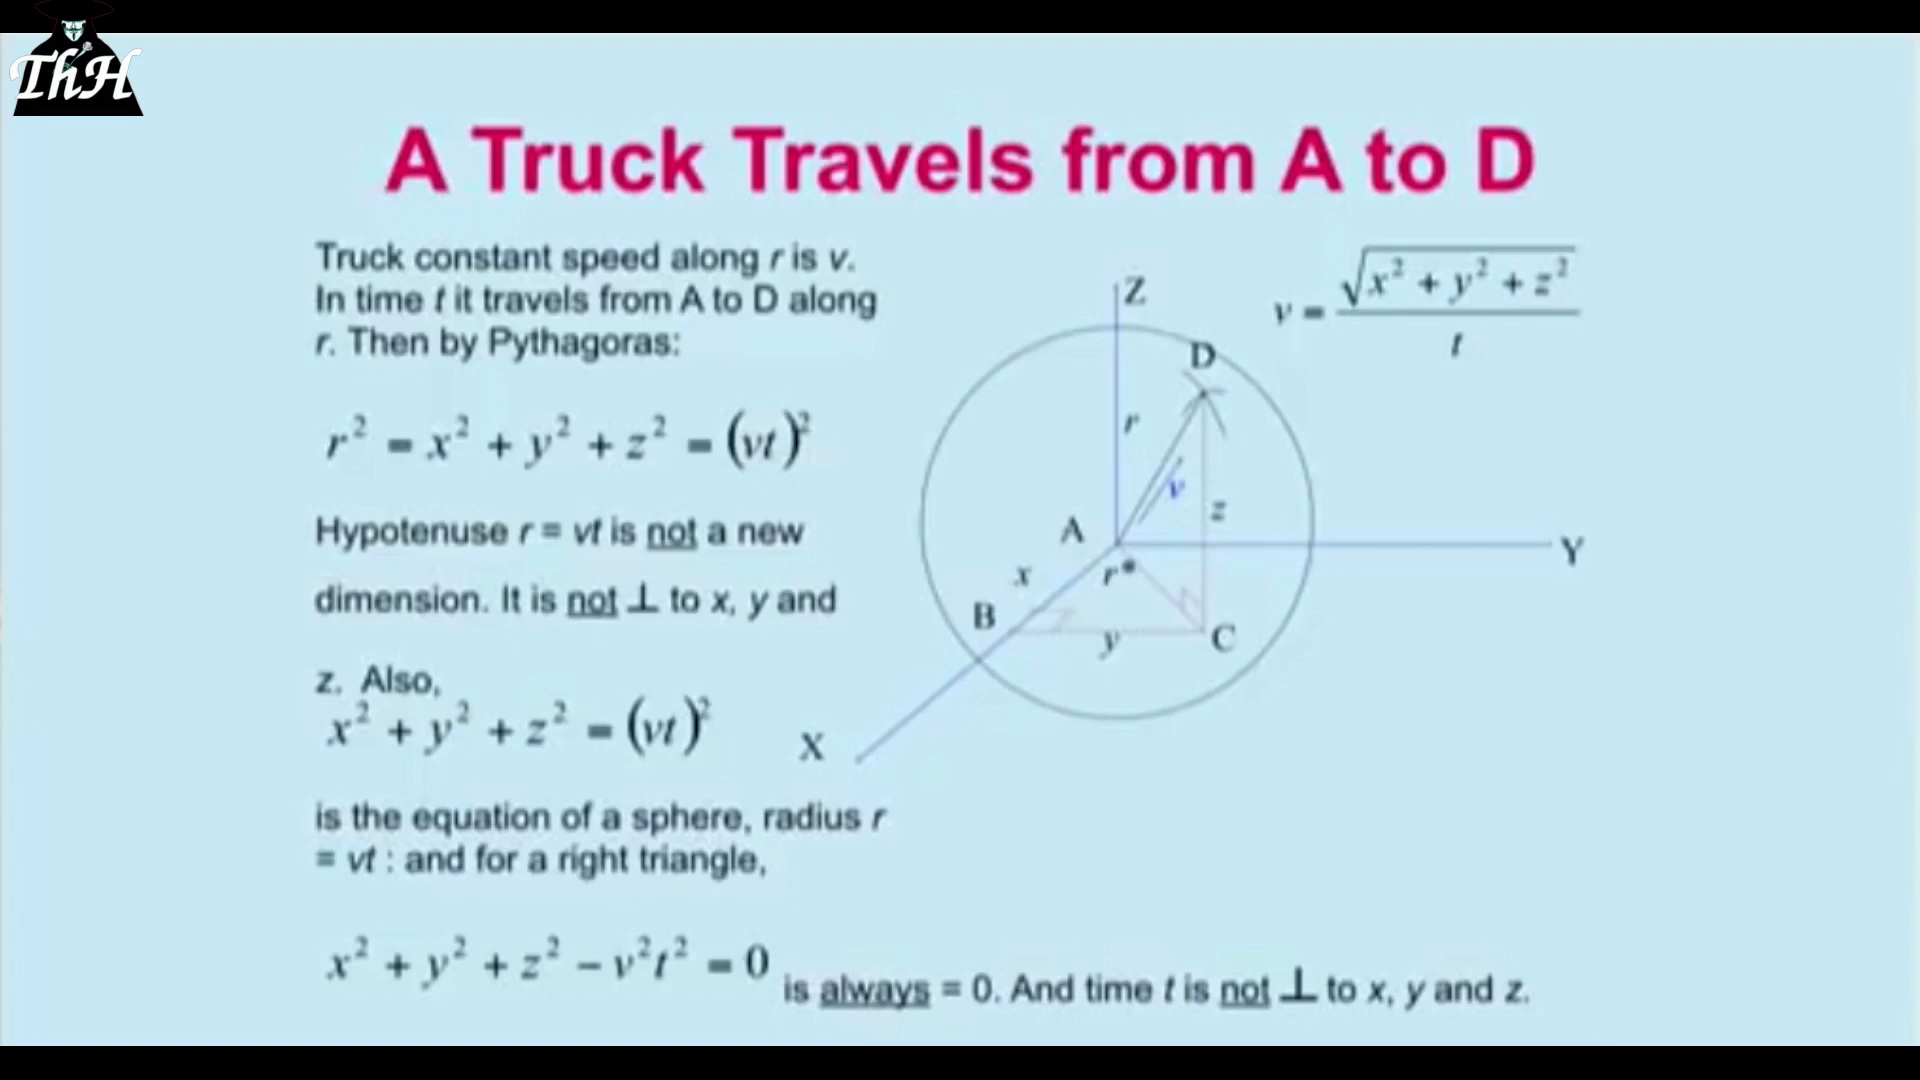 ThH
A Truck Travels from A to D
Truck constant speed along r is v.
In time t it travels from A to D along
r. Then by Pythagoras:
r² = x² + y² + z² = (vt)²
Hypotenuse r = vt is not a new
dimension. It is not ⊥ to x, y and
z. Also,
x² + y² + z² = (vt)²
is the equation of a sphere, radius r
= vt : and for a right triangle,
x² + y² + z² − v²t² = 0
is always = 0. And time t is not ⊥ to x, y and z.
v = √(x² + y² + z²) / t
Z
D
r
v
z
A
Y
x
r*
B
y
C
X